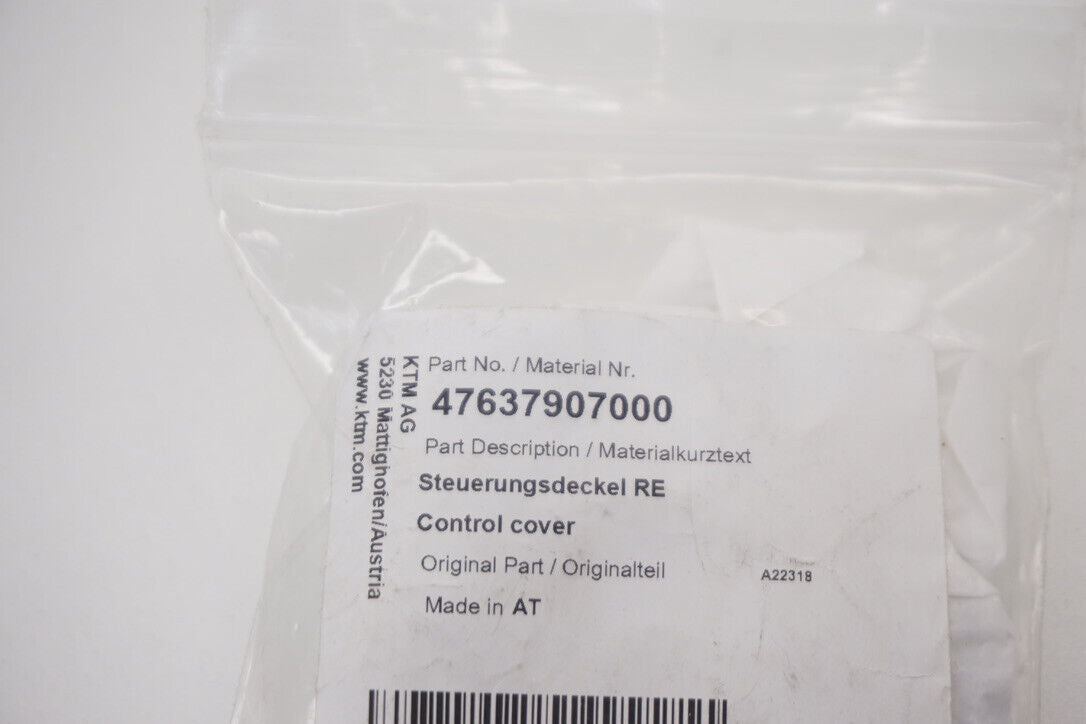 KTM AG
5230 Mattighofen/Austria
www.ktm.com
Part No. / Material Nr.
47637907000
Part Description / Materialkurztext
Steuerungsdeckel RE
Control cover
Original Part / Originalteil
A22318
Made in AT